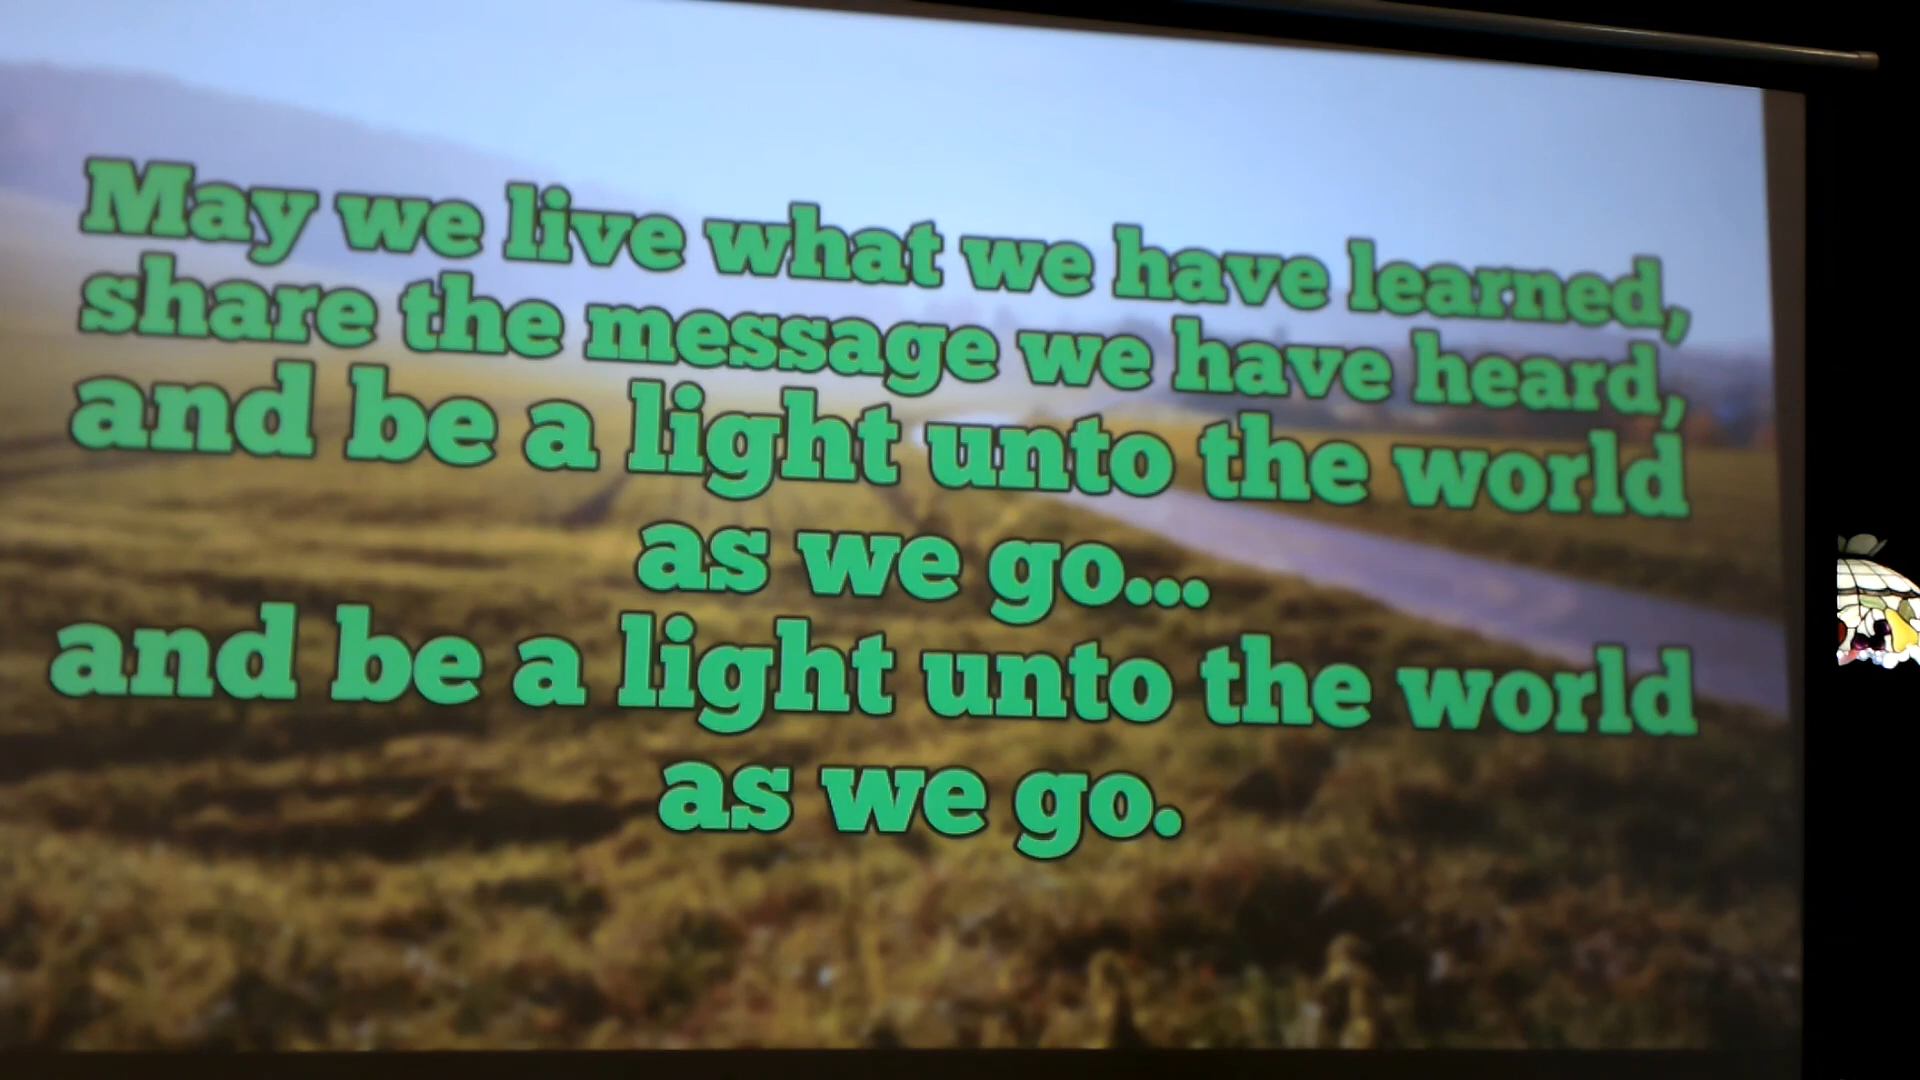 May we live what we have learned,
share the message we have heard,
and be a light unto the world
as we go...
and be a light unto the world
as we go.